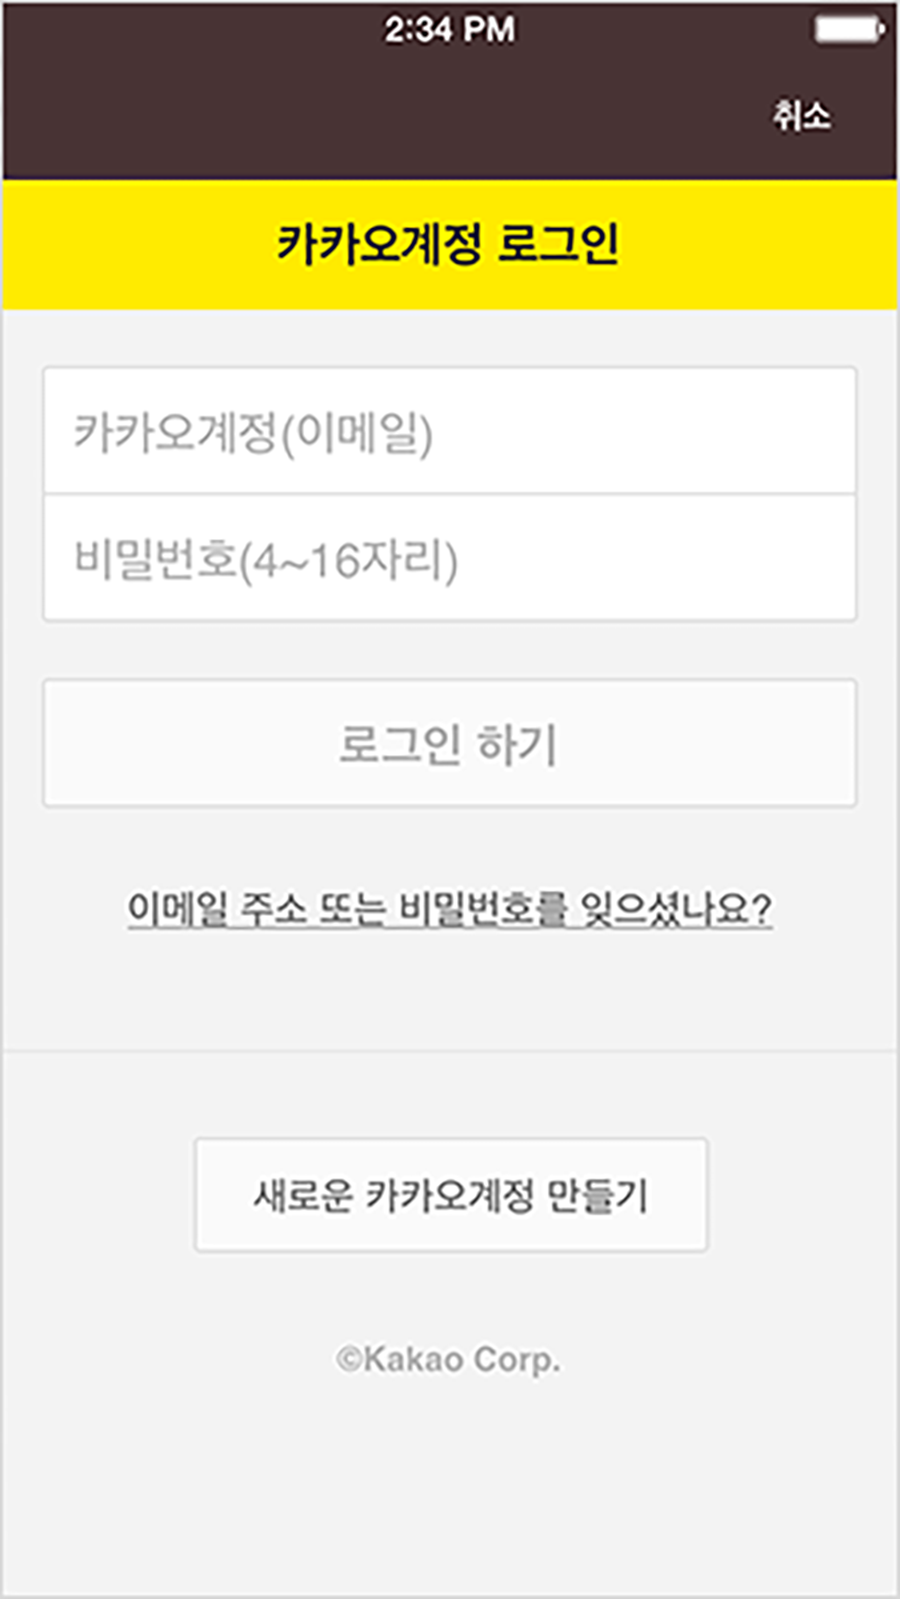 2:34 PM
취소
카카오계정 로그인
카카오계정(이메일)
비밀번호(4~16자리)
로그인 하기
이메일 주소 또는 비밀번호를 잊으셨나요?
새로운 카카오계정 만들기
©Kakao Corp.